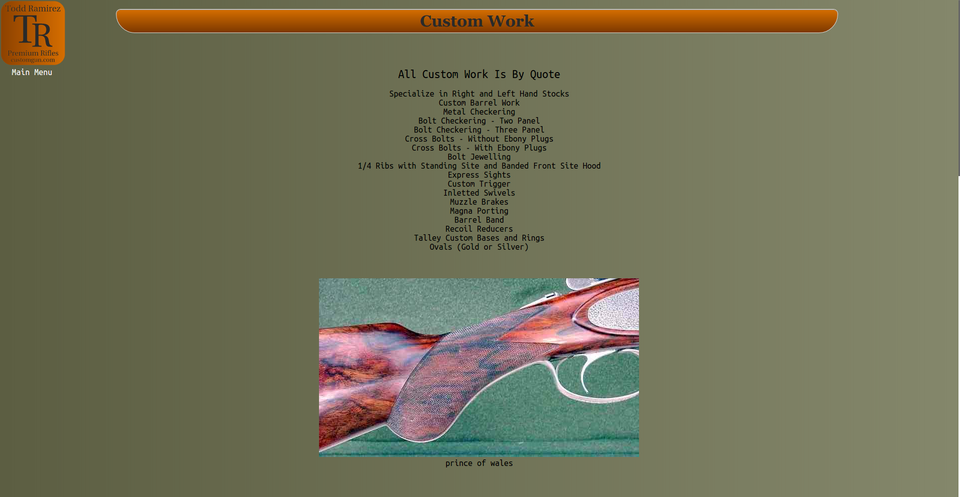 Todd Ramirez
TR
Premium Rifles
Main Menu
Custom Work
All Custom Work Is By Quote
Specialize in Right and Left Hand Stocks
Custom Barrel Work
Metal Checkering
Bolt Checkering - Two Panel
Bolt Checkering - Three Panel
Cross Bolts - Without Ebony Plugs
Cross Bolts - With Ebony Plugs
Bolt Jewelling
1/4 Ribs with Standing Site and Banded Front Site Hood
Express Sights
Custom Trigger
Inletted Swivels
Muzzle Brakes
Magna Porting
Barrel Band
Recoil Reducers
Talley Custom Bases and Rings
Ovals (Gold or Silver)
prince of wales